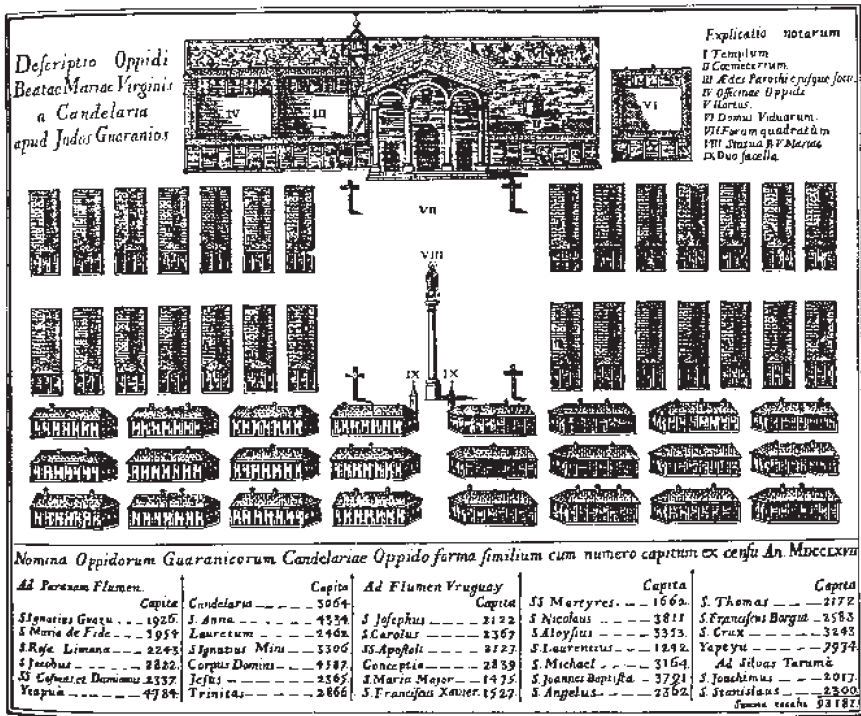 Descriptio Oppidi
Beatae Mariae Virginis
a Candelaria
apud Indos Guaranios
Explicatio notarum
I Templum
II Coemeterium
III Ædes Parochi ejusque socii
IV Officinae Oppidi
V Hortus.
VI Domus Viduarum.
VII Forum quadratum
VIII Statua B.V. Mariae
IX Duo sacella
IV
III
VI
VII
VIII
IX IX
Nomina Oppidorum Guaranicorum Candelariae Oppido forma similium cum numero capitum ex censu An. MDCCLXVII
Ad Paranam Flumen.
Capita
S Ignatius Guazu 1926
S Maria de Fide 3954
S. Rosa Limana 2243
S Jacobus 2822
SS Cosmas et Damianus 2337
Ytapua 4784
Capita
Candelaria 3064
S. Anna 4334
Lauretum 2462
S Ignatius Mini 3306
Corpus Domini 4587
Jesus 2365
Trinitas 2866
Ad Flumen Vruguay
Capita
S Josephus 2122
S. Carolus 2367
SS. Apostoli 2127
Conceptio 2839
S. Maria Major 1475
S. Franciscus Xavier 1527
Capita
SS Martyres 1662
S Nicolaus 3811
S Aloysius 3353
S. Laurentius 1242
S. Michael 3164
S. Joannes Baptista 3791
S. Angelus 2362
Capita
S. Thomas 2172
S. Franciscus Borgia 2583
S. Crux 3243
Yapeyu 7974
Ad Silvas Tarumà
S. Joachimus 2017
S. Stanislaus 2300
Summa 93181